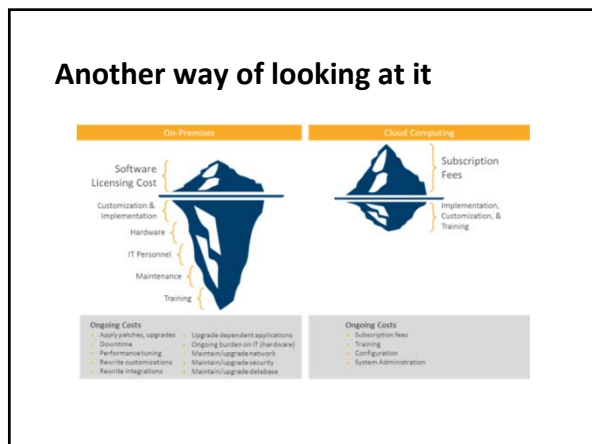 Another way of looking at it
On-Premises
Software
Licensing Cost
Customization &
Implementation
Hardware
IT Personnel
Maintenance
Training
Ongoing Costs
Apply patches, upgrades
Downtime
Performance tuning
Rewrite customizations
Rewrite integrations
Upgrade dependent applications
Ongoing burden on IT (hardware)
Maintain/upgrade network
Maintain/upgrade security
Maintain/upgrade database
Cloud Computing
Subscription
Fees
Implementation,
Customization, &
Training
Ongoing Costs
Subscription fees
Training
Configuration
System Administration